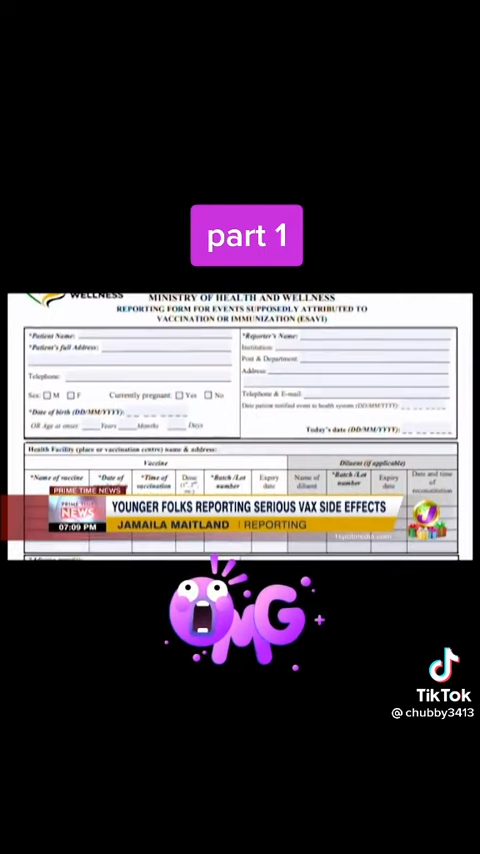 part 1
WELLNESS
MINISTRY OF HEALTH AND WELLNESS
REPORTING FORM FOR EVENTS SUPPOSEDLY ATTRIBUTED TO
VACCINATION OR IMMUNIZATION (ESAVI)
*Patient Name:
*Patient's full Address:
Telephone:
Sex: M F Currently pregnant: Yes No
*Date of birth (DD/MM/YYYY):
OR Age at onset: Years Months Days
*Reporter's Name:
Institution:
Post & Department:
Address:
Telephone & E-mail:
Date patient notified event to health system (DD/MM/YYYY):
Today's date (DD/MM/YYYY):
Health Facility (place or vaccination centre) name & address:
Vaccine
Diluent (if applicable)
*Name of vaccine
*Date of
*Time of vaccination
Dose
*Batch/Lot number
Expiry date
Name of diluent
*Batch/Lot number
Expiry date
Date and time of reconstitution
PRIME TIME NEWS
PRIME TIME
NEWS
07:09 PM
YOUNGER FOLKS REPORTING SERIOUS VAX SIDE EFFECTS
JAMAILA MAITLAND | REPORTING
OMG
TikTok
@chubby3413